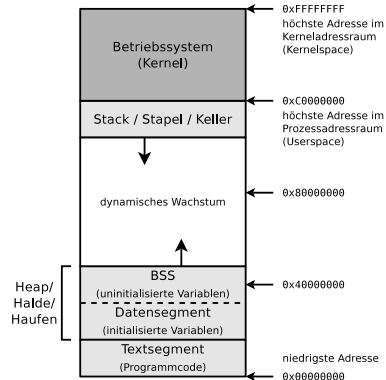 0xFFFFFFFF
höchste Adresse im
Kerneladressraum
(Kernelspace)
Betriebssystem
(Kernel)
0xC0000000
höchste Adresse im
Prozessadressraum
(Userspace)
Stack / Stapel / Keller
dynamisches Wachstum
0x80000000
Heap/
Halde/
Haufen
BSS
(uninitialisierte Variablen)
0x40000000
Datensegment
(initialisierte Variablen)
Textsegment
(Programmcode)
niedrigste Adresse
0x00000000